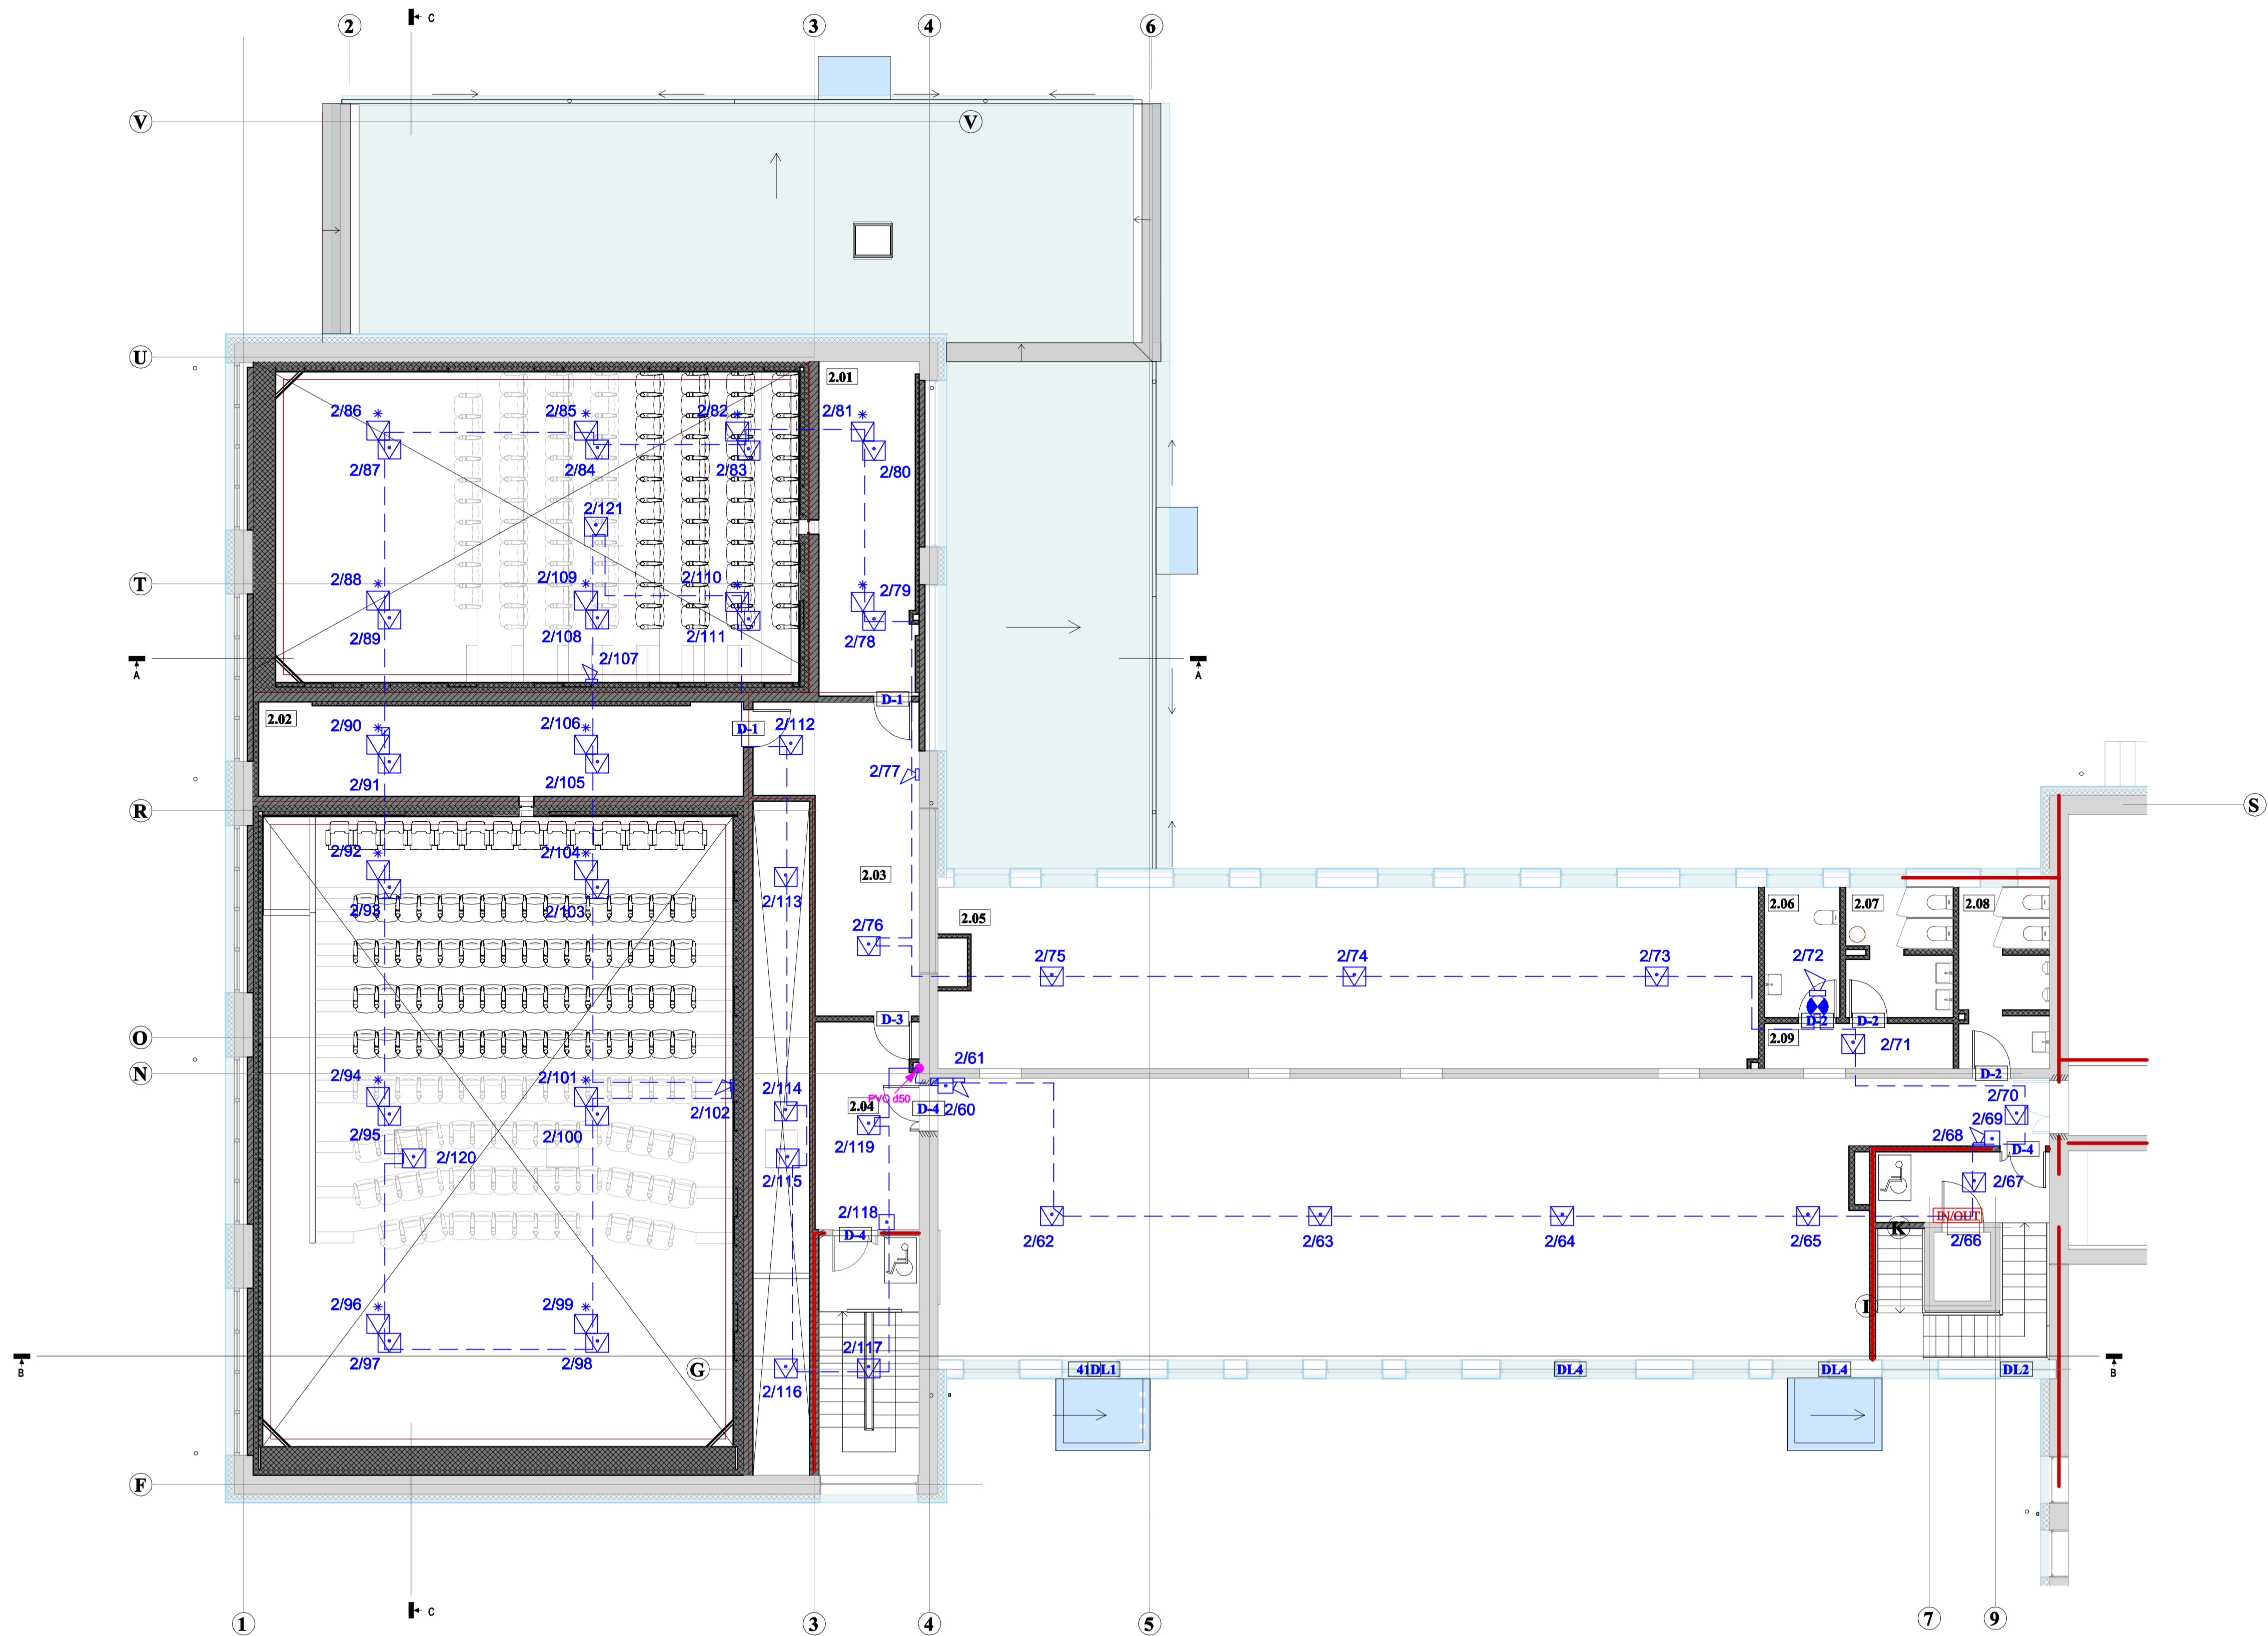 C
2 3 4 6
V V
U
2.01
2/86 2/85 2/82 2/81
2/87 2/84 2/83 2/80
2/121
T
2/88 2/109 2/110 2/79
2/89 2/108 2/111 2/78
2/107
A A
D-1
2.02
2/90 2/106 D-1 2/112
2/91 2/105 2/77
R S
2/92 2/104
2.03
2/93 2/103 2/113
2.05 2.06 2.07 2.08
2/76
2/75 2/74 2/73 2/72
D-3 D-2 D-2
O 2.09
2/71
2/61
N D-2
2/94 2/101
PVO d50
2/102 2/114 2.04 D-4 2/60 2/70
2/69
2/95 2/100 2/119 2/68
D-4
2/120 2/115 2/67
2/118 IN/OUT
K
D-4 2/62 2/63 2/64 2/65 2/66
2/96 2/99 I
2/117
2/97 2/98
B B
G 41DL1 DL4 DL4 DL2
2/116
F
C
1 3 4 5 7 9